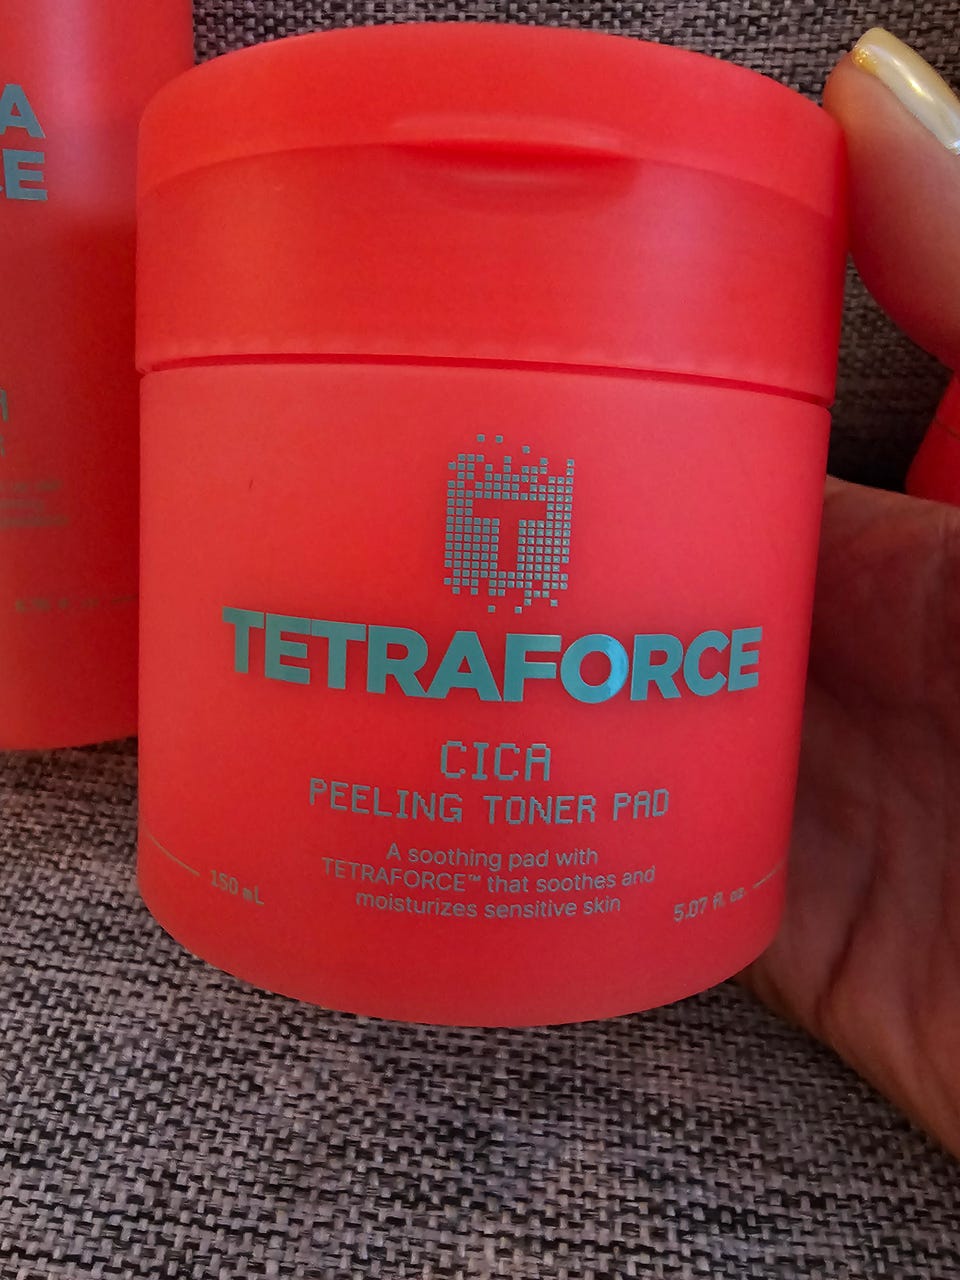 A
CE
TETRAFORCE
CICA
PEELING TONER PAD
A soothing pad with
TETRAFORCE™ that soothes and
moisturizes sensitive skin
150 mL
5.07 fl. oz.